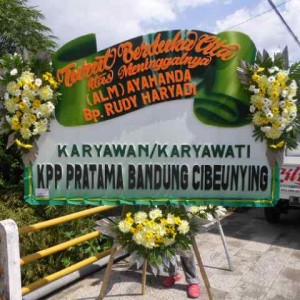 Turut Berduka Cita
Atas Meninggalnya
(ALM) AYAHANDA
Bp. RUDY HARYADI
KARYAWAN/KARYAWATI
KPP PRATAMA BANDUNG CIBEUNYING